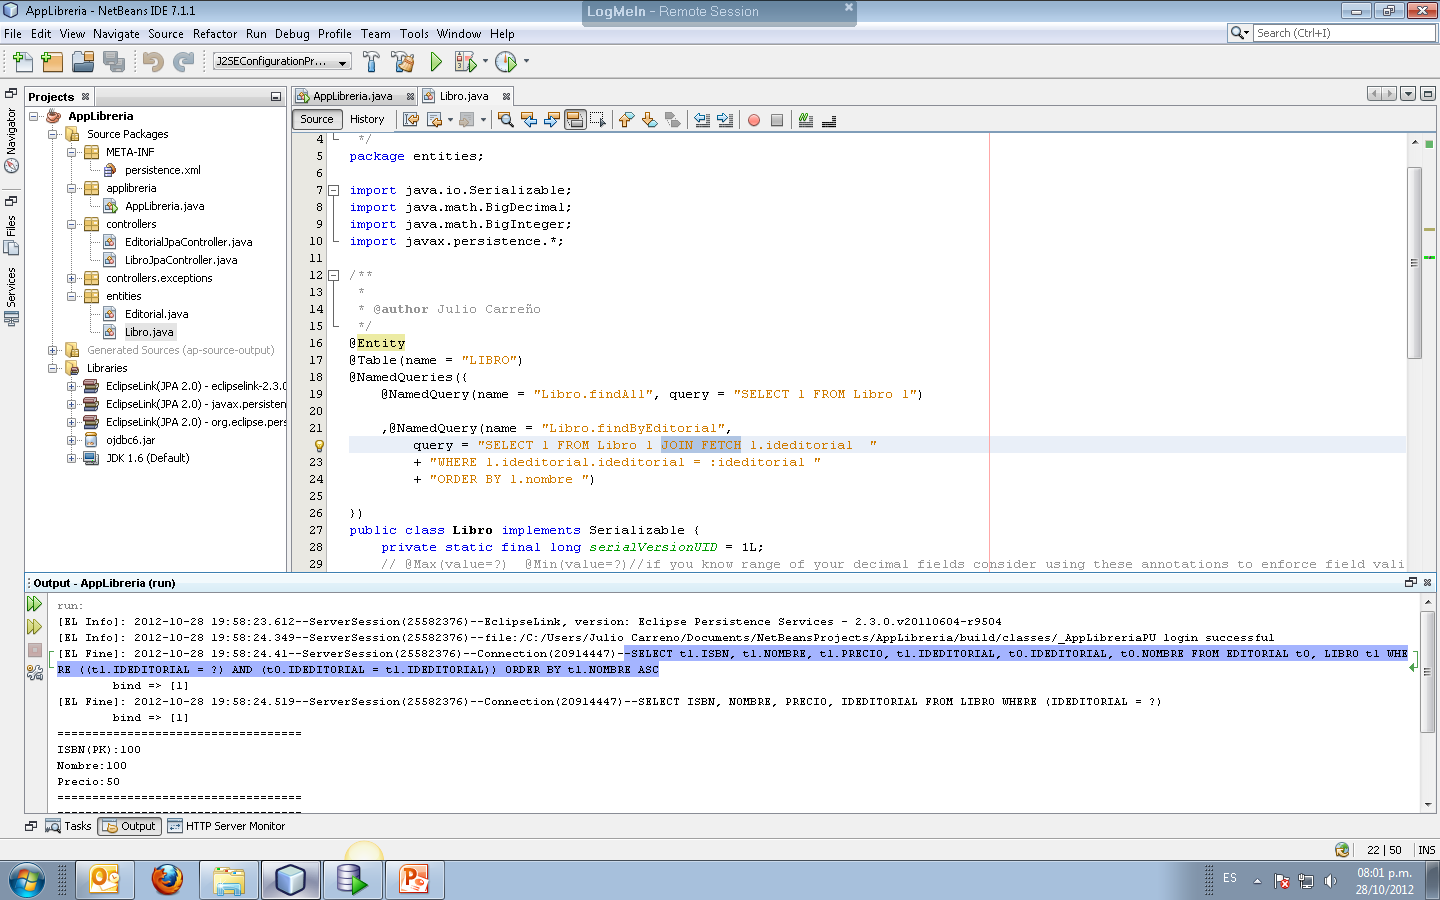 AppLibreria - NetBeans IDE 7.1.1
LogMeIn - Remote Session
File Edit View Navigate Source Refactor Run Debug Profile Team Tools Window Help
Search (Ctrl+I)
J2SEConfigurationPr...
Projects
AppLibreria.java
Libro.java
Source History
Navigator
Files
Services
AppLibreria
Source Packages
META-INF
persistence.xml
applibreria
AppLibreria.java
controllers
EditorialJpaController.java
LibroJpaController.java
controllers.exceptions
entities
Editorial.java
Libro.java
Generated Sources (ap-source-output)
Libraries
EclipseLink(JPA 2.0) - eclipselink-2.3.0
EclipseLink(JPA 2.0) - javax.persisten
EclipseLink(JPA 2.0) - org.eclipse.pers
ojdbc6.jar
JDK 1.6 (Default)
4 */
5 package entities;
6
7 import java.io.Serializable;
8 import java.math.BigDecimal;
9 import java.math.BigInteger;
10 import javax.persistence.*;
11
12 /**
13 *
14 * @author Julio Carreño
15 */
16 @Entity
17 @Table(name = "LIBRO")
18 @NamedQueries({
19 @NamedQuery(name = "Libro.findAll", query = "SELECT l FROM Libro l")
20
21 ,@NamedQuery(name = "Libro.findByEditorial",
query = "SELECT l FROM Libro l JOIN FETCH l.ideditorial  "
23 + "WHERE l.ideditorial.ideditorial = :ideditorial "
24 + "ORDER BY l.nombre ")
25
26 })
27 public class Libro implements Serializable {
28 private static final long serialVersionUID = 1L;
29 // @Max(value=?)  @Min(value=?)//if you know range of your decimal fields consider using these annotations to enforce field vali
Output - AppLibreria (run)
run:
[EL Info]: 2012-10-28 19:58:23.612--ServerSession(25582376)--EclipseLink, version: Eclipse Persistence Services - 2.3.0.v20110604-r9504
[EL Info]: 2012-10-28 19:58:24.349--ServerSession(25582376)--file:/C:/Users/Julio Carreno/Documents/NetBeansProjects/AppLibreria/build/classes/_AppLibreriaPU login successful
[EL Fine]: 2012-10-28 19:58:24.41--ServerSession(25582376)--Connection(20914447)--SELECT t1.ISBN, t1.NOMBRE, t1.PRECIO, t1.IDEDITORIAL, t0.IDEDITORIAL, t0.NOMBRE FROM EDITORIAL t0, LIBRO t1 WHE
RE ((t1.IDEDITORIAL = ?) AND (t0.IDEDITORIAL = t1.IDEDITORIAL)) ORDER BY t1.NOMBRE ASC
bind => [1]
[EL Fine]: 2012-10-28 19:58:24.519--ServerSession(25582376)--Connection(20914447)--SELECT ISBN, NOMBRE, PRECIO, IDEDITORIAL FROM LIBRO WHERE (IDEDITORIAL = ?)
bind => [1]
===================================
ISBN(PK):100
Nombre:100
Precio:50
===================================
Tasks Output HTTP Server Monitor
22 | 50 INS
ES
08:01 p.m.
28/10/2012